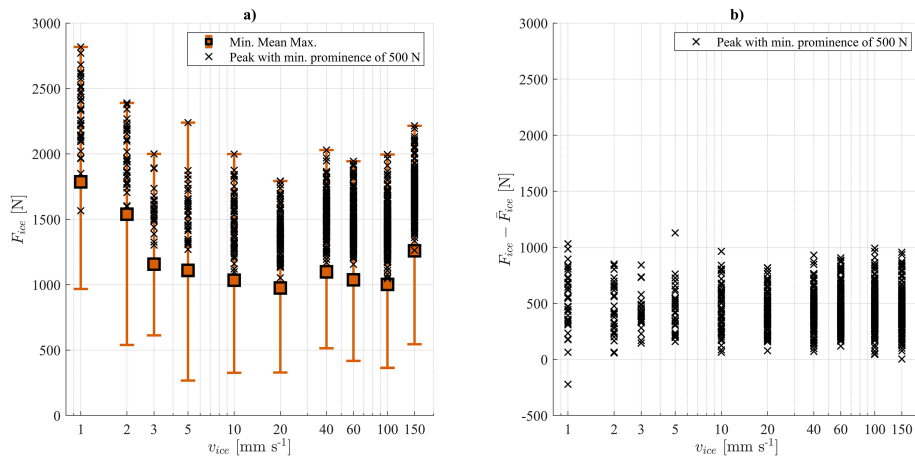 a)
3000
2500
2000
1500
1000
500
0
F_ice [N]
Min. Mean Max.
Peak with min. prominence of 500 N
1 2 3 5 10 20 40 60 100 150
v_ice [mm s⁻¹]
b)
3000
2500
2000
1500
1000
500
0
-500
F_ice − F̄_ice [N]
Peak with min. prominence of 500 N
1 2 3 5 10 20 40 60 100 150
v_ice [mm s⁻¹]